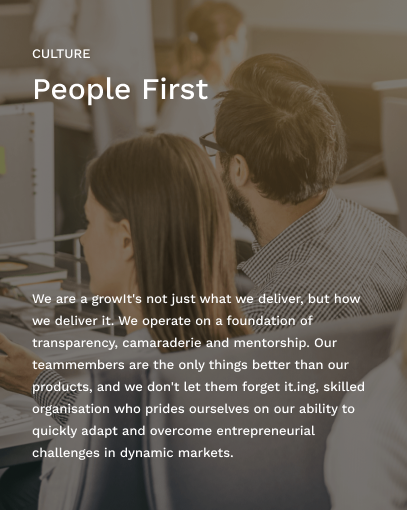 CULTURE
People First
We are a growIt's not just what we deliver, but how
we deliver it. We operate on a foundation of
transparency, camaraderie and mentorship. Our
teammembers are the only things better than our
products, and we don't let them forget it.ing, skilled
organisation who prides ourselves on our ability to
quickly adapt and overcome entrepreneurial
challenges in dynamic markets.